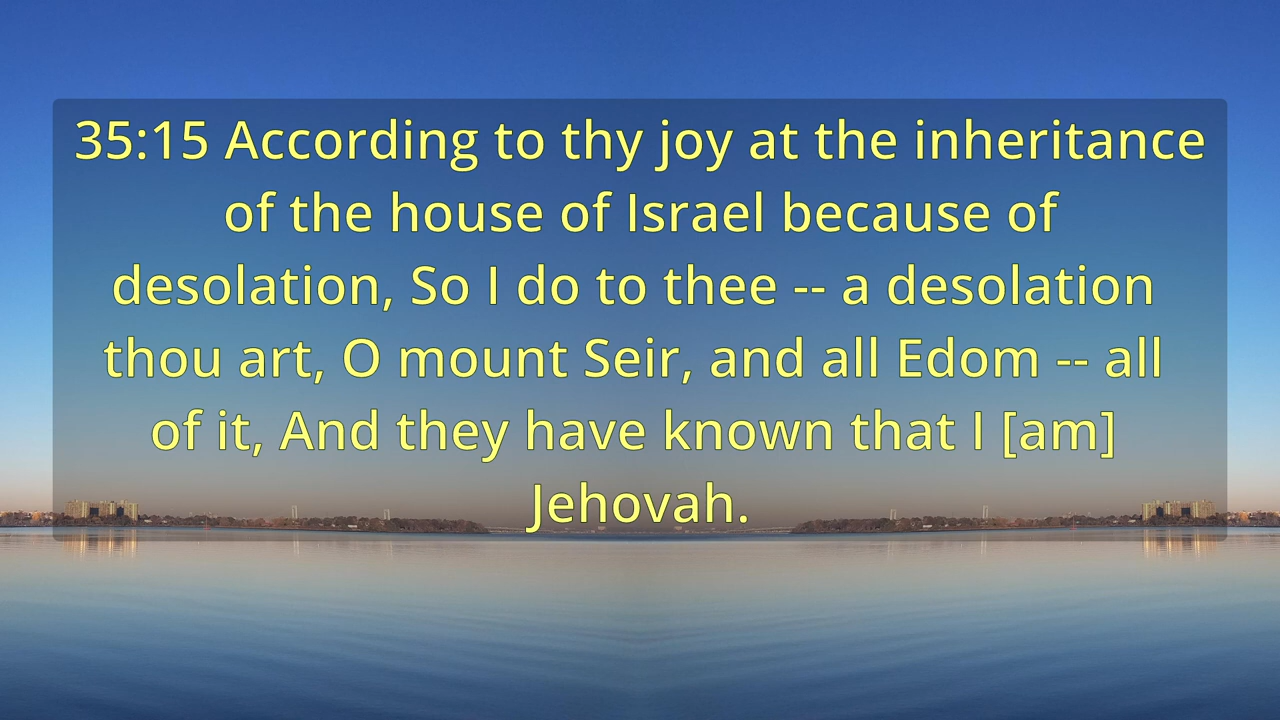 35:15 According to thy joy at the inheritance
of the house of Israel because of
desolation, So I do to thee -- a desolation
thou art, O mount Seir, and all Edom -- all
of it, And they have known that I [am]
Jehovah.